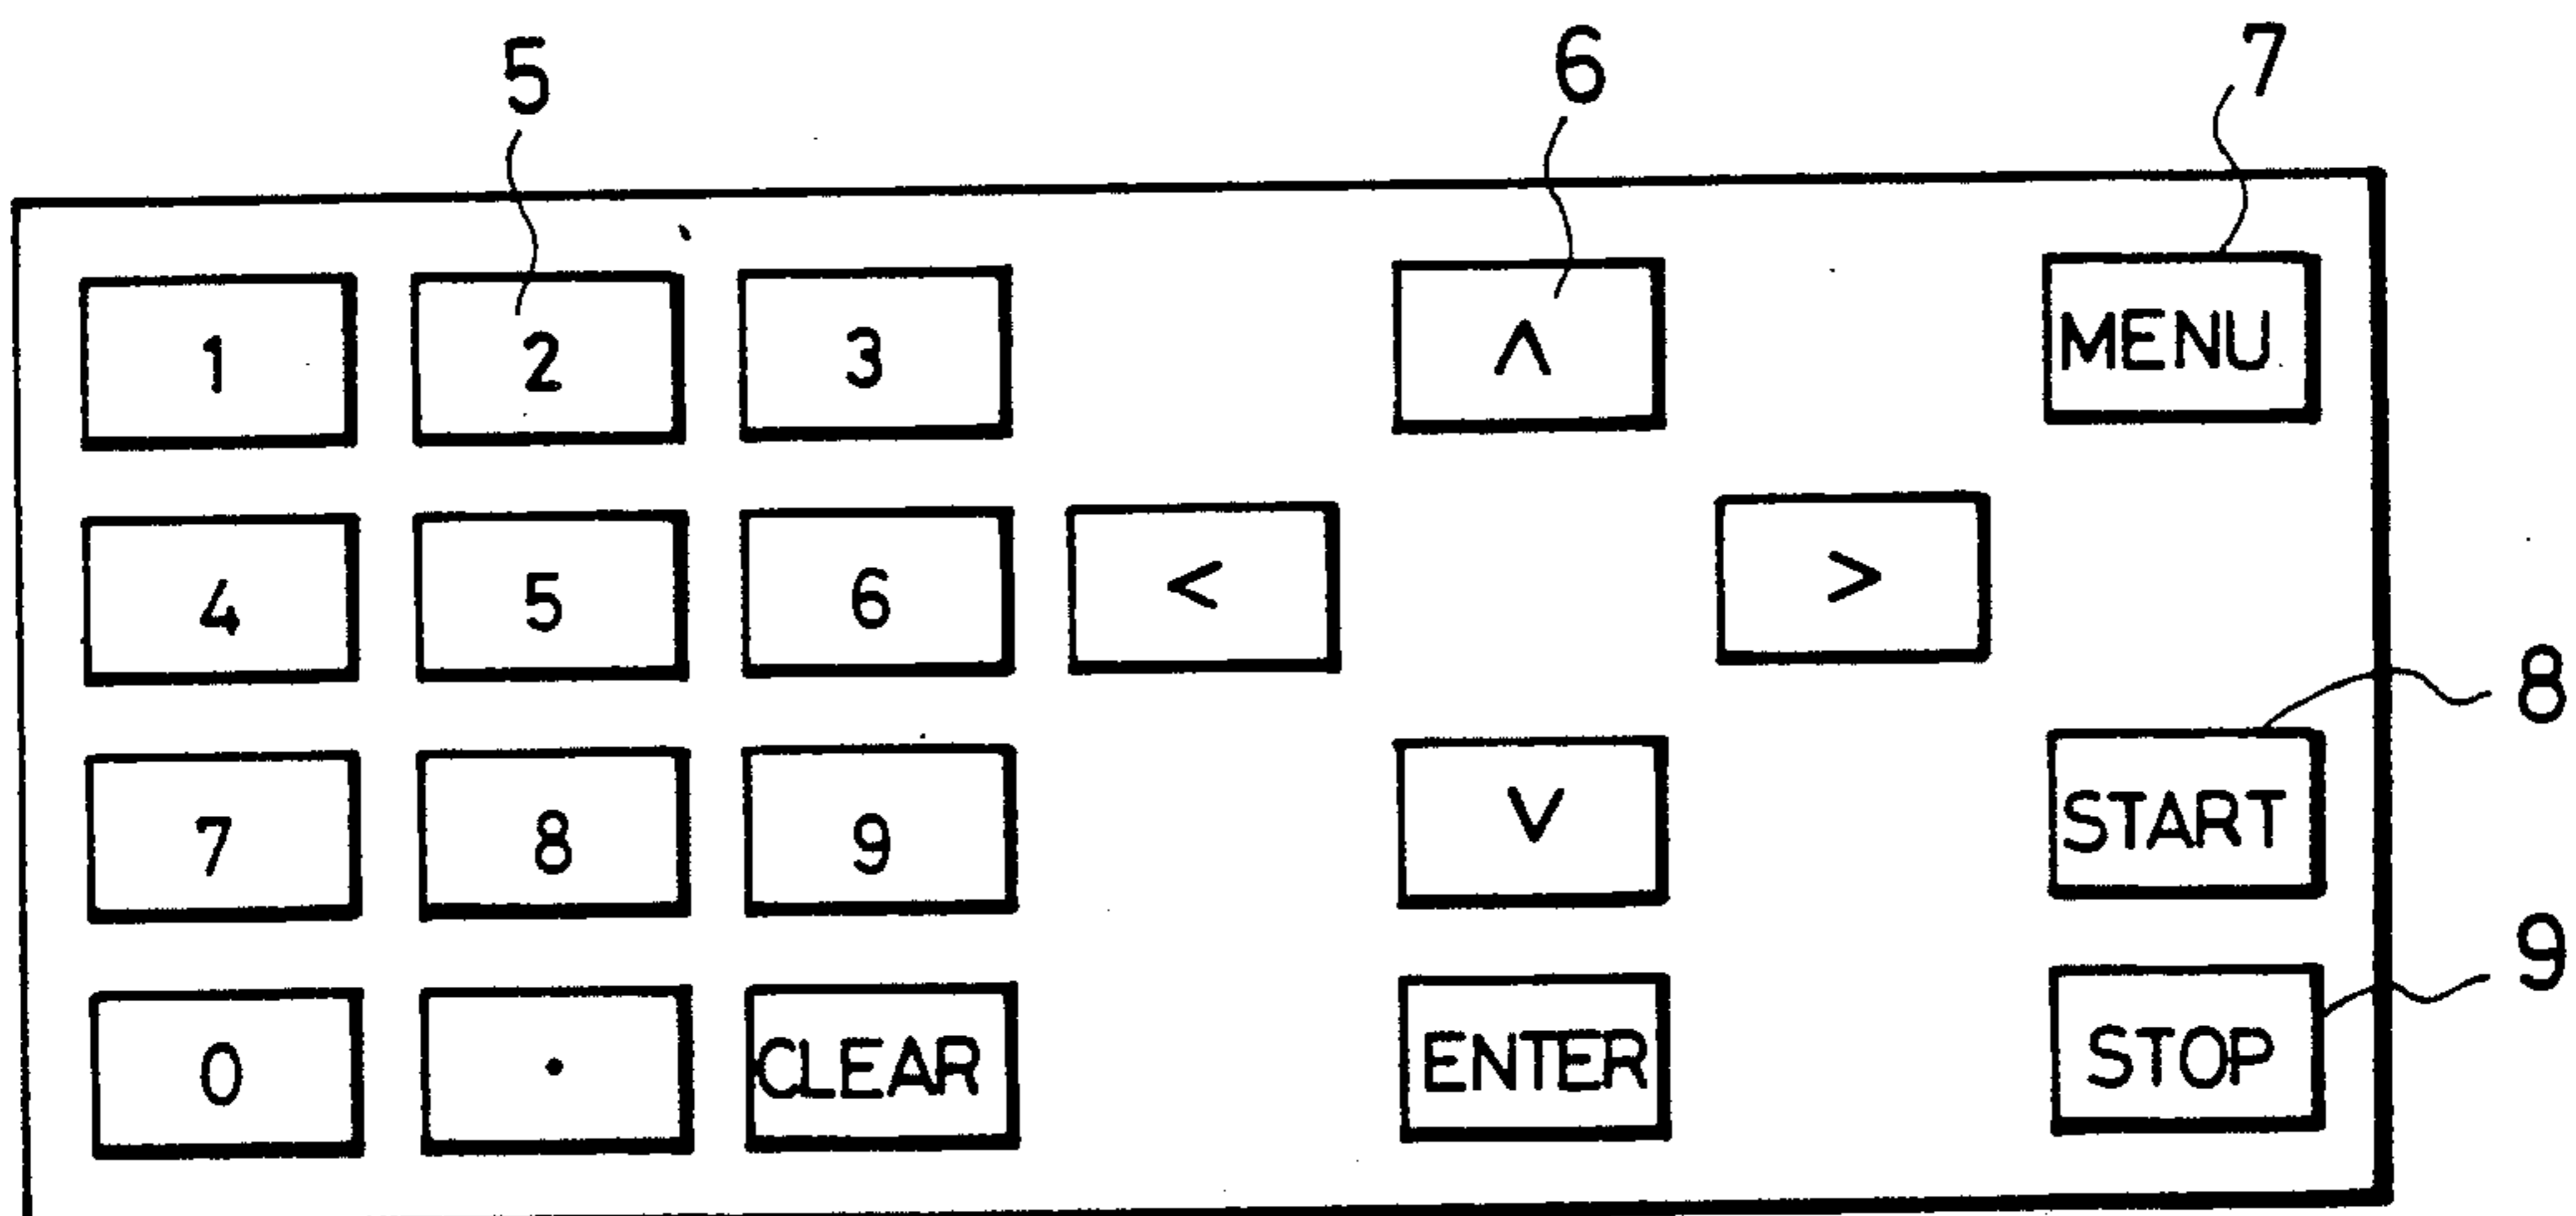 5 6 7
1 2 3 ∧ MENU
4 5 6 < >
8
7 8 9 ∨ START
9
0 . CLEAR ENTER STOP